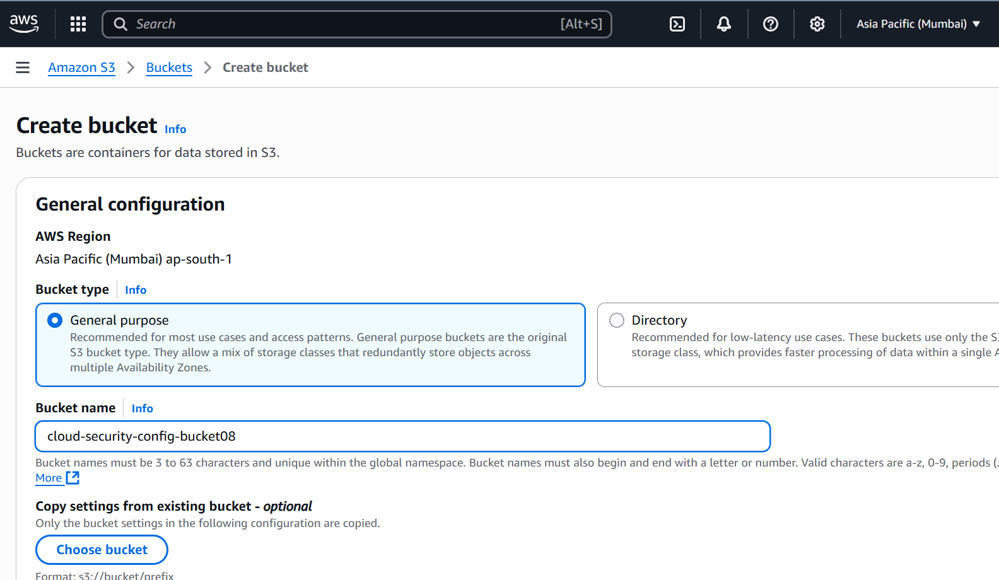 aws
Search [Alt+S]
Asia Pacific (Mumbai)
Amazon S3 > Buckets > Create bucket
Create bucket Info
Buckets are containers for data stored in S3.
General configuration
AWS Region
Asia Pacific (Mumbai) ap-south-1
Bucket type Info
General purpose
Recommended for most use cases and access patterns. General purpose buckets are the original
S3 bucket type. They allow a mix of storage classes that redundantly store objects across
multiple Availability Zones.
Directory
Recommended for low-latency use cases. These buckets use only the S3
storage class, which provides faster processing of data within a single A
Bucket name Info
cloud-security-config-bucket08
Bucket names must be 3 to 63 characters and unique within the global namespace. Bucket names must also begin and end with a letter or number. Valid characters are a-z, 0-9, periods (.
More
Copy settings from existing bucket - optional
Only the bucket settings in the following configuration are copied.
Choose bucket
Format: s3://bucket/prefix